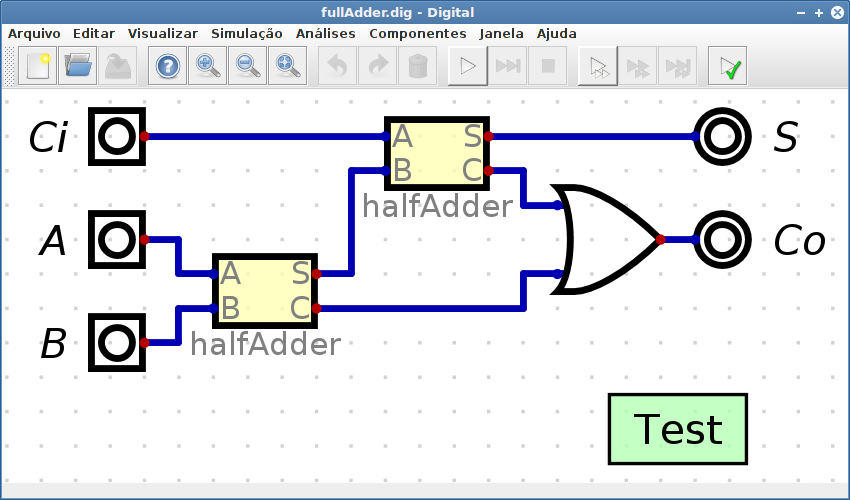 fullAdder.dig - Digital
Arquivo Editar Visualizar Simulação Análises Componentes Janela Ajuda
Ci
A S
B C
halfAdder
S
A
A S
B C
halfAdder
Co
B
Test